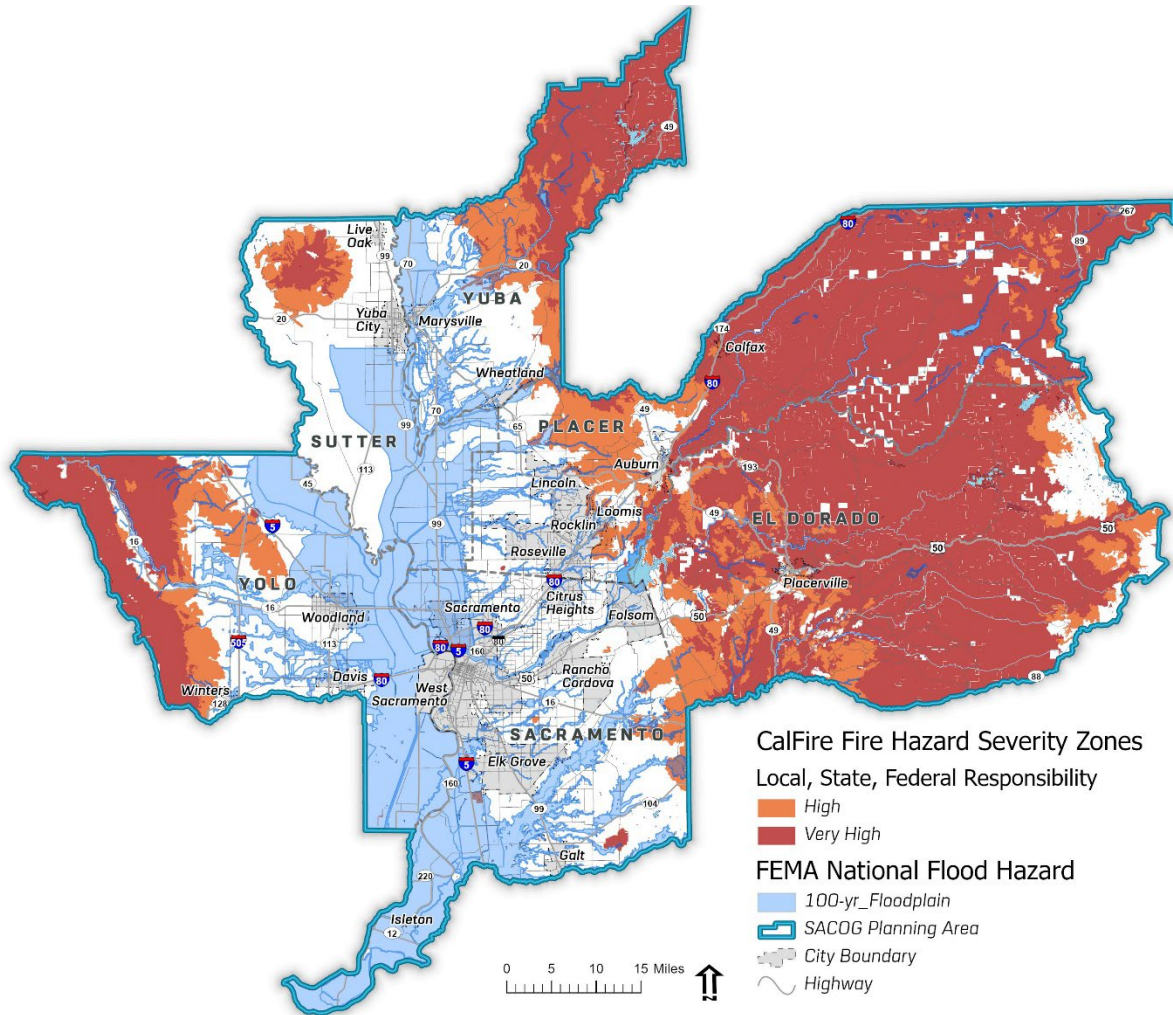 49
80
267
89
Live
Oak
99
70
20
YUBA
20
Yuba
City
Marysville
174
Colfax
80
Wheatland
70
99
65
49
PLACER
SUTTER
Auburn
193
113
Lincoln
45
Loomis
49
EL DORADO
5
99
Rocklin
50
16
50
Roseville
Placerville
YOLO
80
Citrus
Heights
16
Sacramento
Folsom
50
Woodland
80
80
49
505
80
5
160
113
Rancho
Cordova
Davis
80
West
Sacramento
50
88
Winters
128
16
SACRAMENTO
5
Elk Grove
160
99
104
Galt
220
Isleton
12
CalFire Fire Hazard Severity Zones
Local, State, Federal Responsibility
High
Very High
FEMA National Flood Hazard
100-yr_Floodplain
SACOG Planning Area
City Boundary
Highway
0 5 10 15 Miles
N